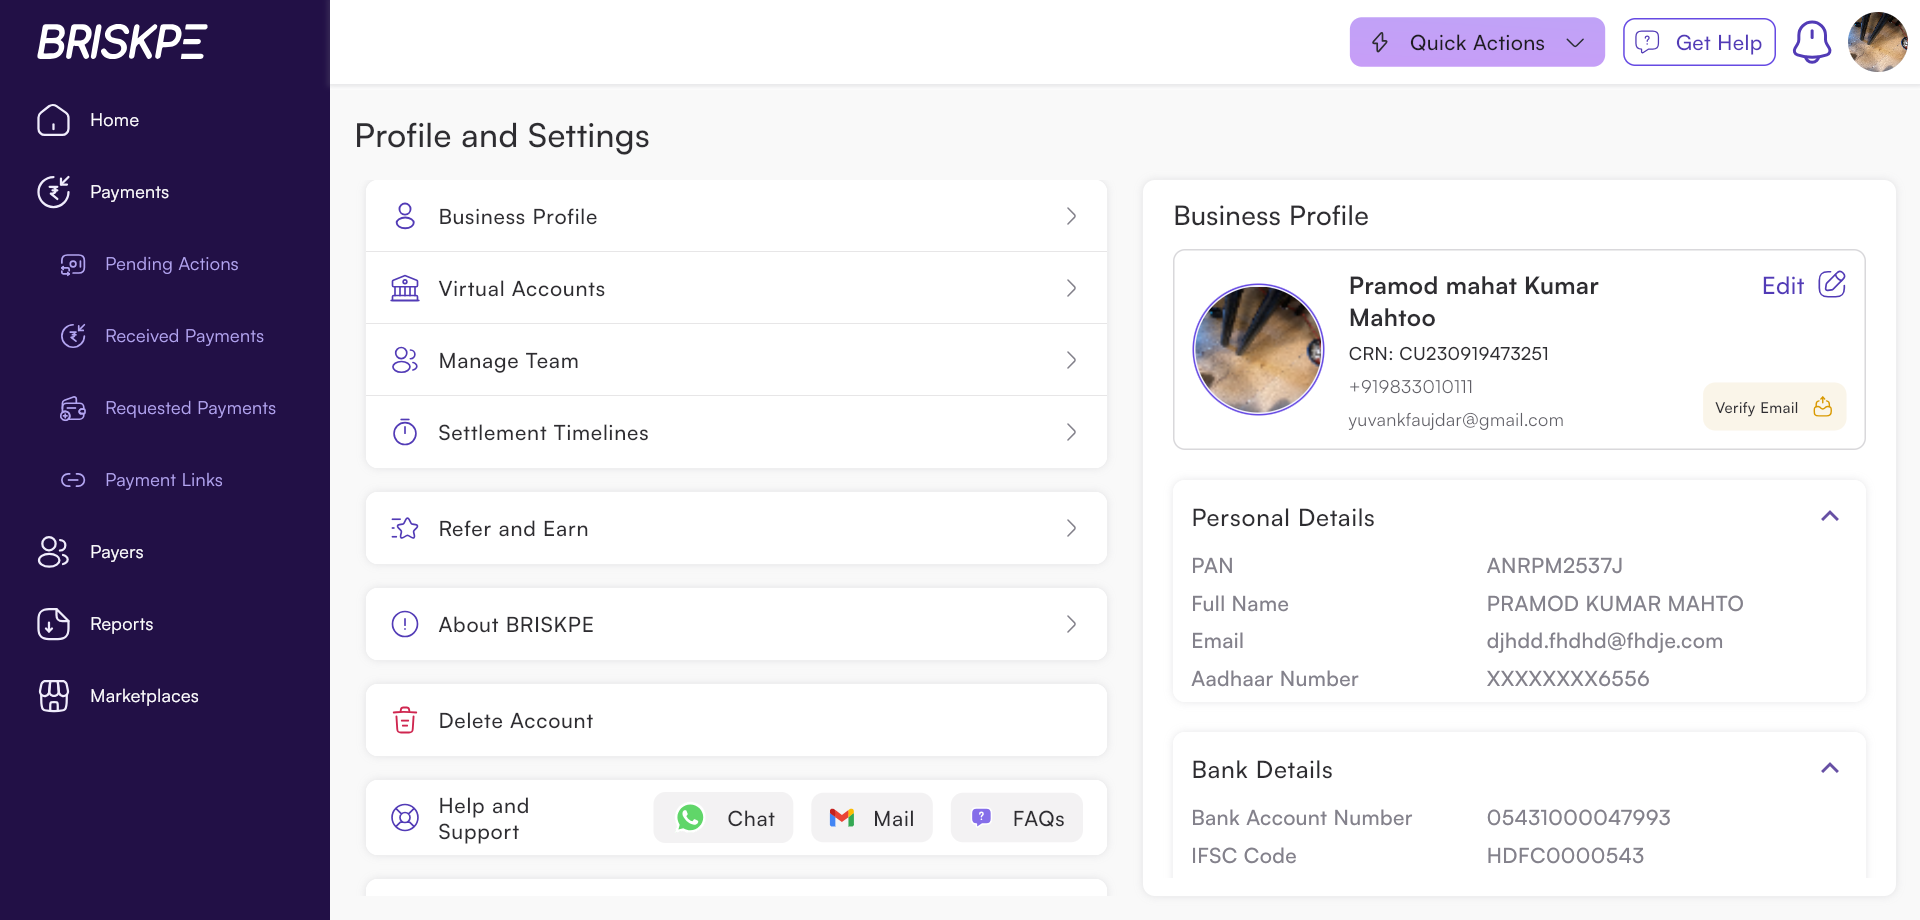 BRISKPE
Quick Actions
Get Help
Home
Payments
Pending Actions
Received Payments
Requested Payments
Payment Links
Payers
Reports
Marketplaces
Profile and Settings
Business Profile
Virtual Accounts
Manage Team
Settlement Timelines
Refer and Earn
About BRISKPE
Delete Account
Help and
Support
Chat
Mail
FAQs
Business Profile
Pramod mahat Kumar
Mahtoo
Edit
CRN: CU230919473251
+919833010111
yuvankfaujdar@gmail.com
Verify Email
Personal Details
PAN ANRPM2537J
Full Name PRAMOD KUMAR MAHTO
Email djhdd.fhdhd@fhdje.com
Aadhaar Number XXXXXXXX6556
Bank Details
Bank Account Number 05431000047993
IFSC Code HDFC0000543